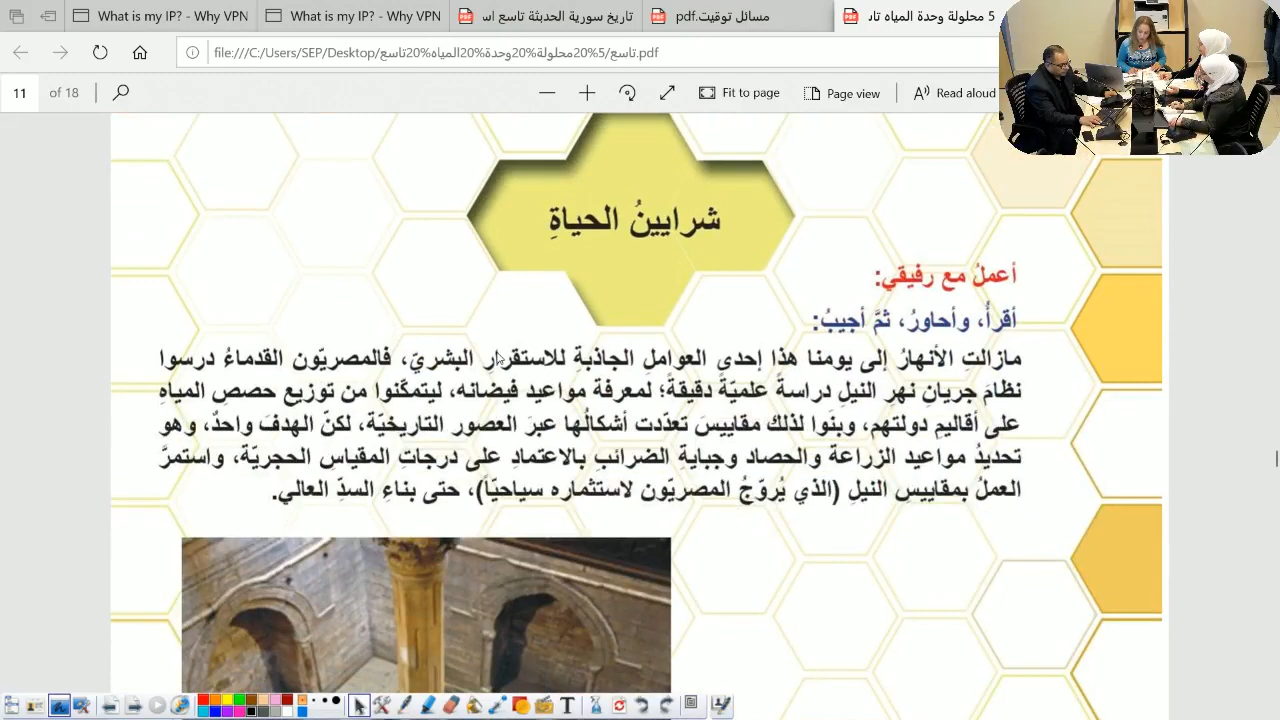 What is my IP? - Why VPN
What is my IP? - Why VPN
تاريخ سورية الحديثة تاسع اس
مسائل توقيت.pdf
5 محلولة وحدة المياه تاس
file:///C:/Users/SEP/Desktop/تاسع/5%20محلولة%20وحدة%20المياة%20تاسع.pdf
11 of 18
Fit to page
Page view
Read aloud
شرايينُ الحياةِ
أعملُ مع رفيقي:
أقرأُ، وأحاورُ، ثمَّ أجيبُ:
مازالتِ الأنهارُ إلى يومنا هذا إحدى العواملِ الجاذبةِ للاستقرارِ البشريّ، فالمصريّون القدماءُ درسوا
نظامَ جريانِ نهرِ النيلِ دراسةً علميّةً دقيقةً؛ لمعرفة مواعيد فيضانه، ليتمكّنوا من توزيع حصصِ المياهِ
على أقاليمِ دولتهم، وبنَوا لذلك مقاييسَ تعدّدت أشكالُها عبرَ العصور التاريخيّة، لكنّ الهدفَ واحدٌ، وهو
تحديدُ مواعيد الزراعة والحصاد وجبايةِ الضرائبِ بالاعتمادِ على درجاتِ المقياسِ الحجريّة، واستمرَّ
العملُ بمقاييسِ النيلِ (الذي يُروّجُ المصريّون لاستثماره سياحيّاً)، حتى بناءِ السدِّ العالي.